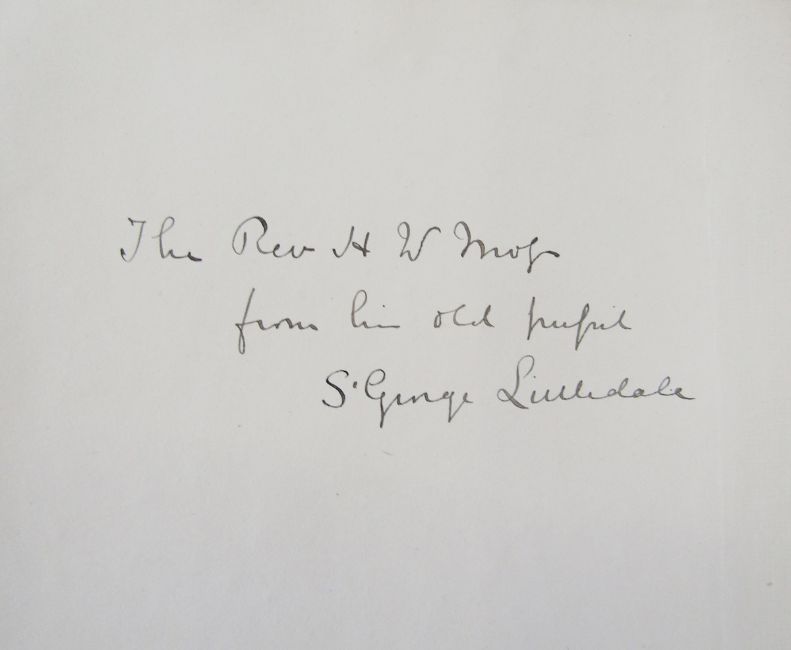 The Rev H W Moss
from his old pupil
St George Littledale